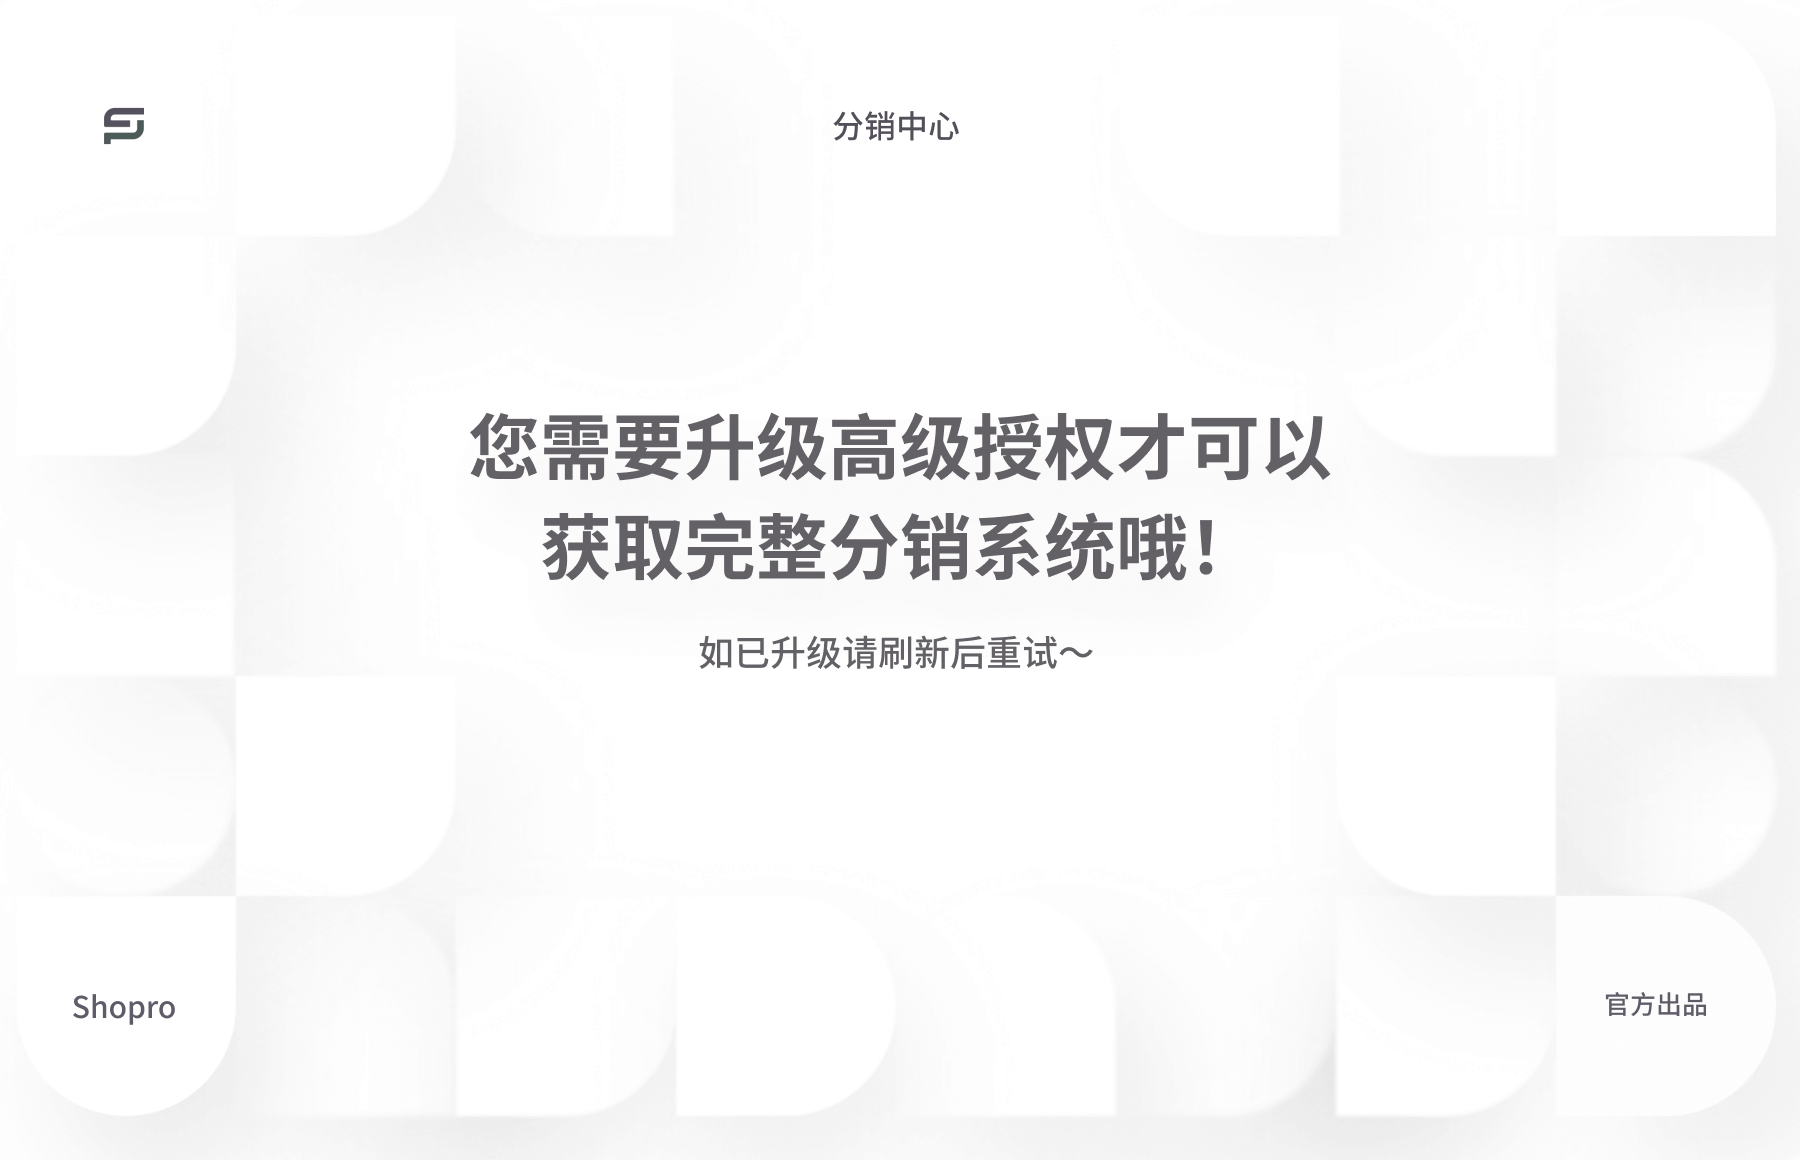 分销中心
您需要升级高级授权才可以
获取完整分销系统哦！
如已升级请刷新后重试～
Shopro
官方出品